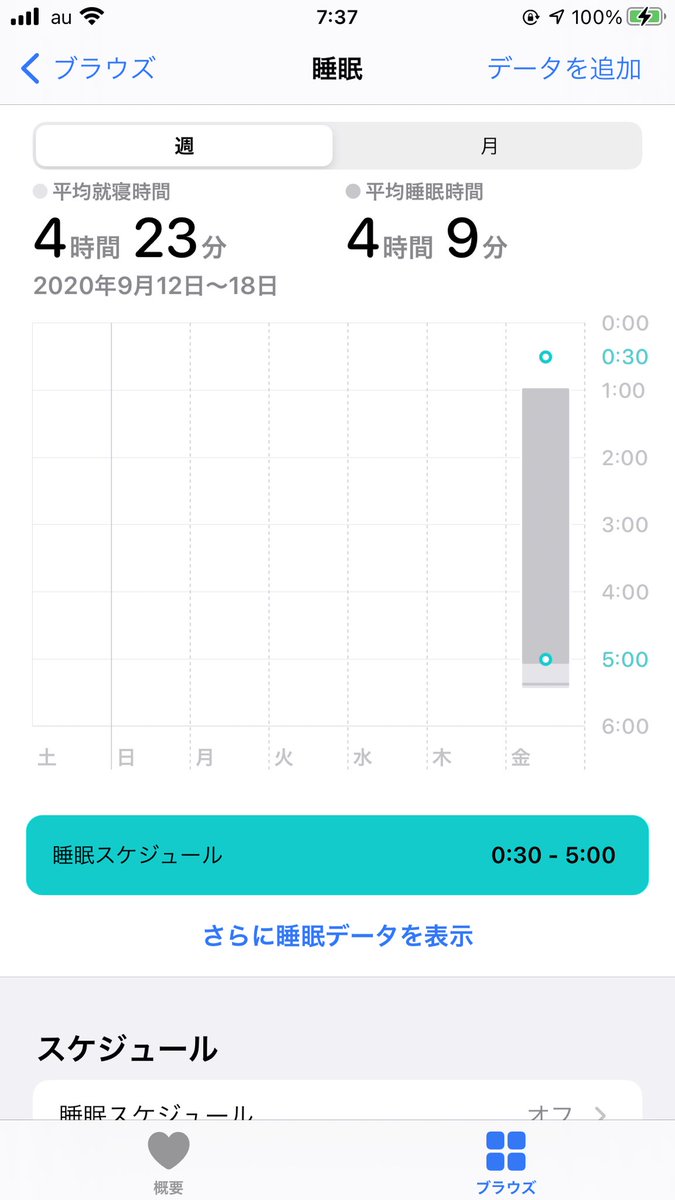 au 7:37 100%
ブラウズ 睡眠 データを追加
週 月
平均就寝時間 平均睡眠時間
4時間 23分 4時間 9分
2020年9月12日〜18日
0:00
0:30
1:00
2:00
3:00
4:00
5:00
6:00
土 日 月 火 水 木 金
睡眠スケジュール 0:30 - 5:00
さらに睡眠データを表示
スケジュール
睡眠スケジュール オフ
概要 ブラウズ